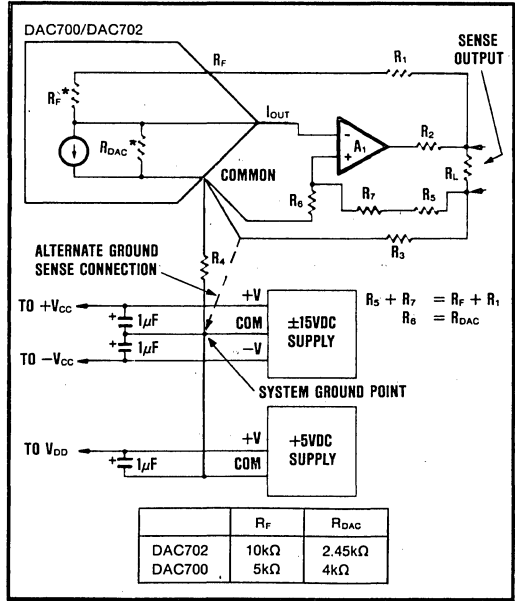 DAC700/DAC702
SENSE
OUTPUT
RF
R1
RF*
IOUT
RDAC*
A1
R2
RL
COMMON
R6
R7
R5
R4
R3
ALTERNATE GROUND
SENSE CONNECTION
TO +VCC
+ 1μF
+V
COM
±15VDC
SUPPLY
R5 + R7 = RF + R1
R6 = RDAC
+ 1μF
TO −VCC
−V
SYSTEM GROUND POINT
TO VDD
+ 1μF
+V
COM
+5VDC
SUPPLY
RF RDAC
DAC702 10kΩ 2.45kΩ
DAC700 5kΩ 4kΩ